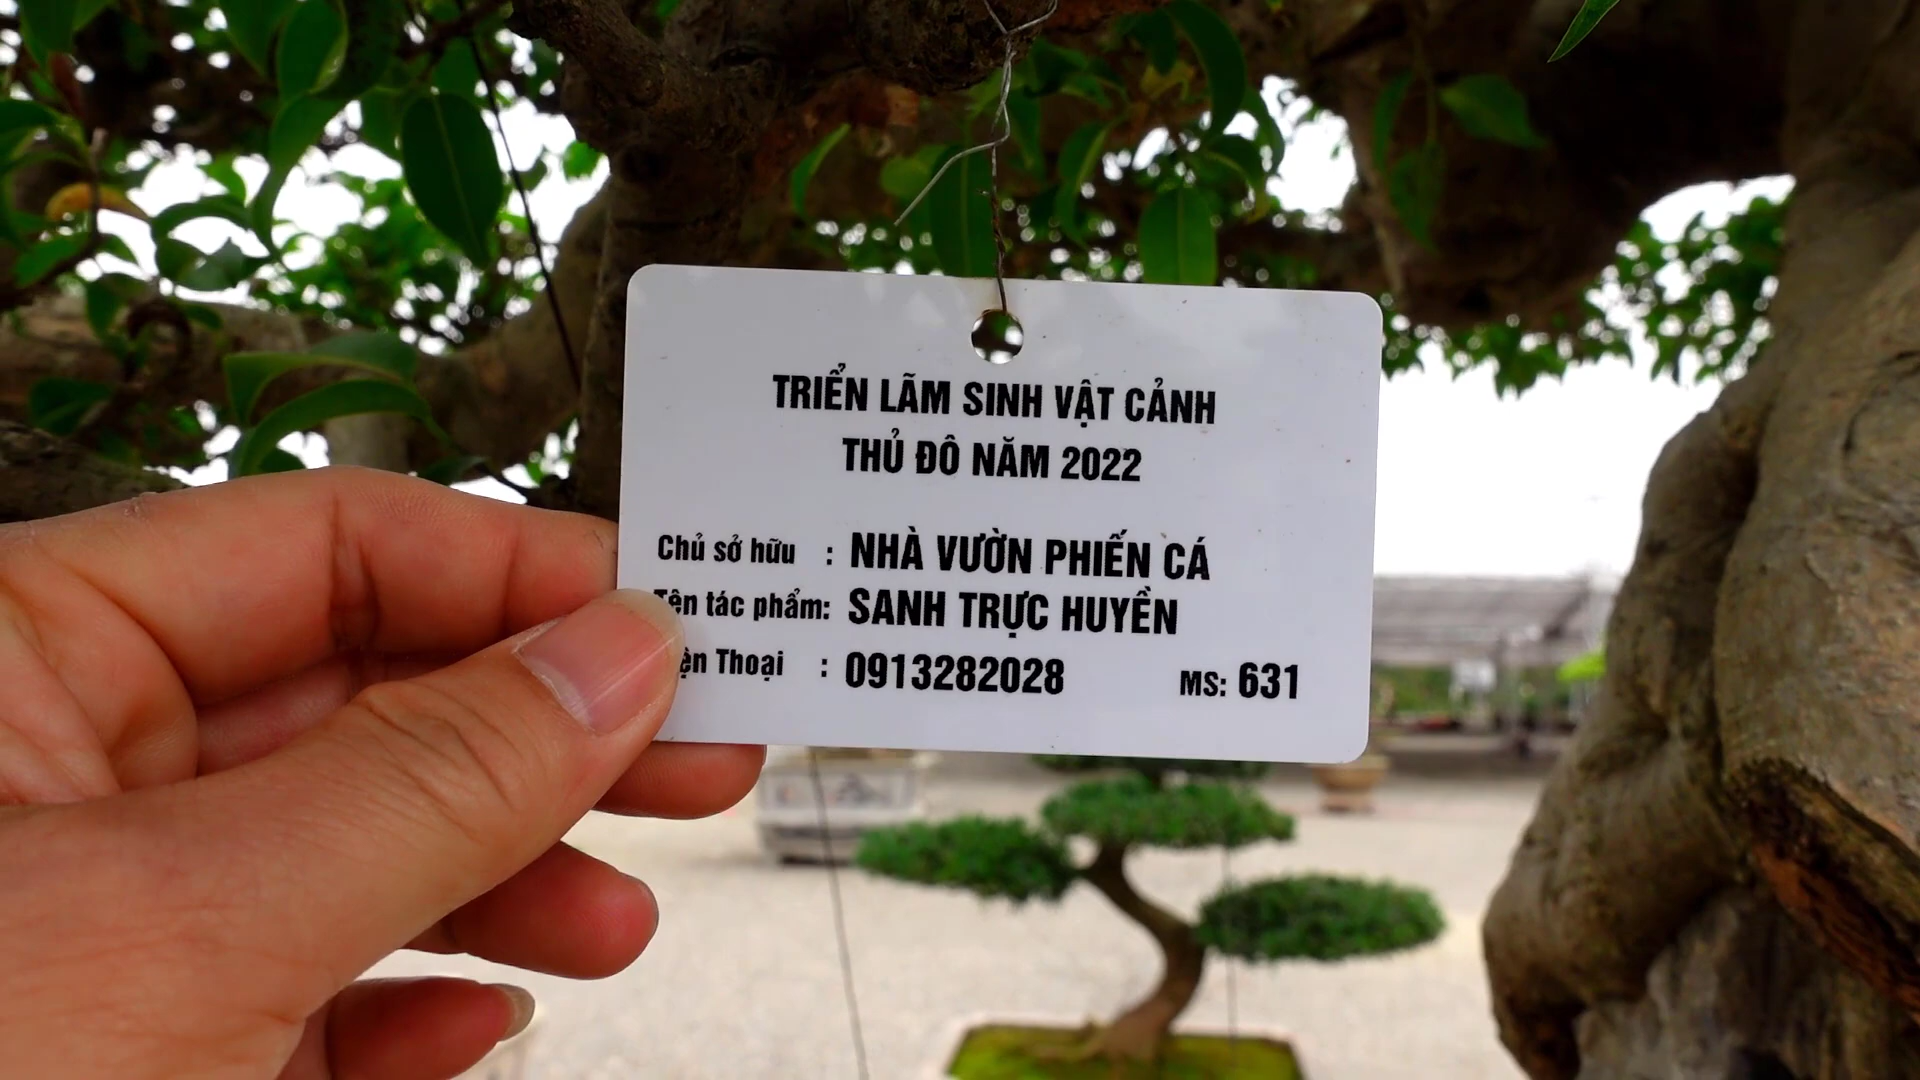 TRIỂN LÃM SINH VẬT CẢNH
THỦ ĐÔ NĂM 2022
Chủ sở hữu : NHÀ VƯỜN PHIẾN CÁ
Tên tác phẩm: SANH TRỰC HUYỀN
Thoại : 0913282028 MS: 631